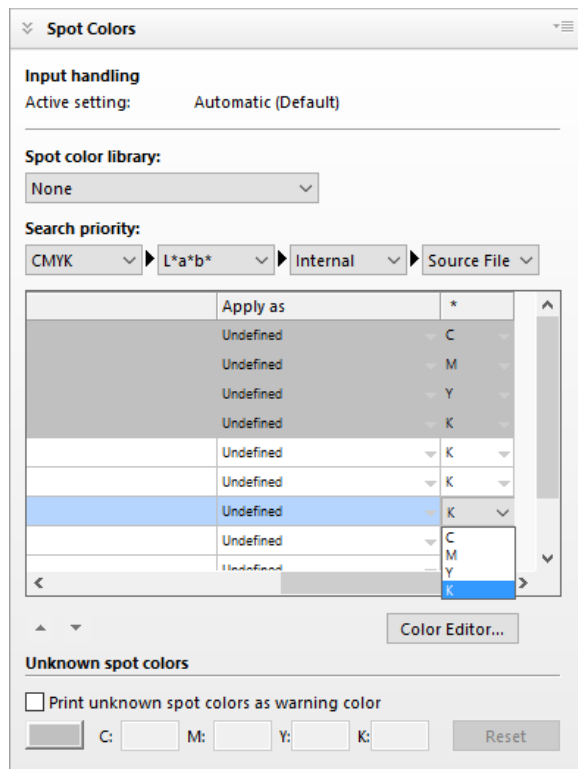 Spot Colors
Input handling
Active setting: Automatic (Default)
Spot color library:
None
Search priority:
CMYK L*a*b* Internal Source File
Apply as *
Undefined C
Undefined M
Undefined Y
Undefined K
Undefined K
Undefined K
Undefined K
Undefined C
M
Undefined Y
K
Color Editor...
Unknown spot colors
Print unknown spot colors as warning color
C: M: Y: K: Reset